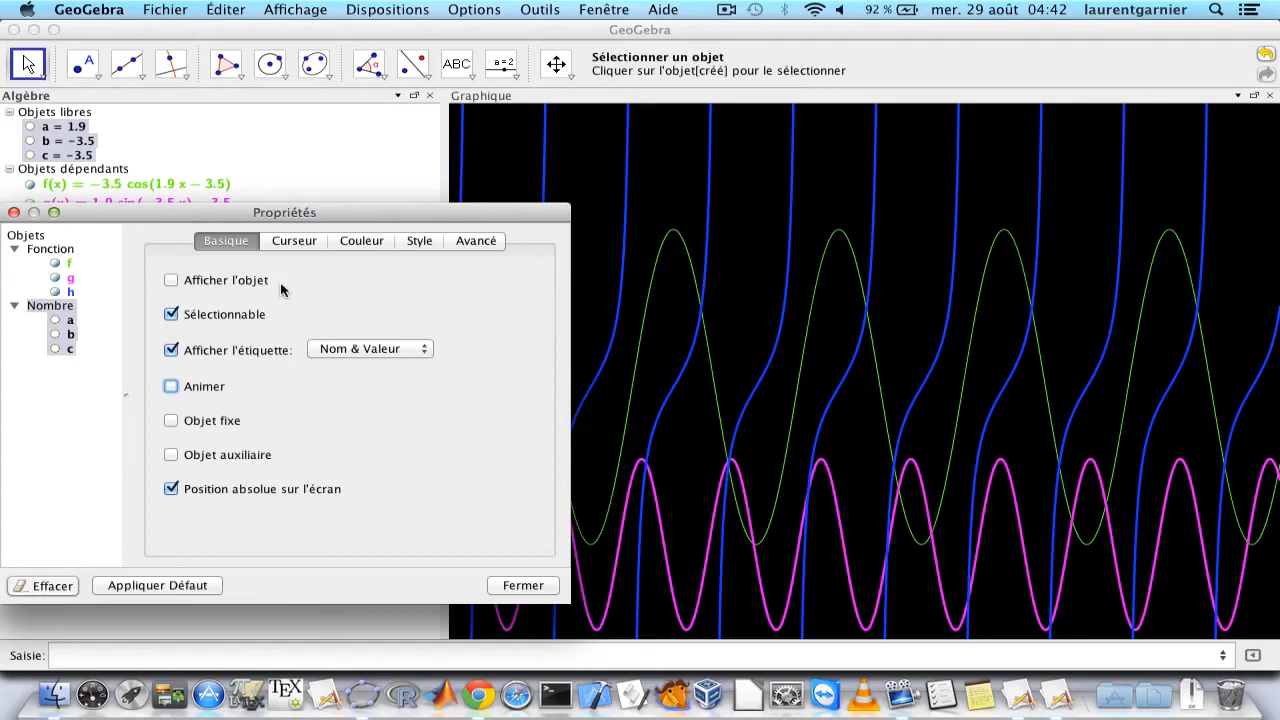 GeoGebra Fichier Éditer Affichage Dispositions Options Outils Fenêtre Aide 92 % mer. 29 août 04:42 laurentgarnier
GeoGebra
A
ABC
a=2
Sélectionner un objet
Cliquer sur l'objet[créé] pour le sélectionner
Algèbre
Graphique
Objets libres
a = 1.9
b = −3.5
c = −3.5
Objets dépendants
f(x) = −3.5 cos(1.9 x − 3.5)
Propriétés
Objets
Fonction
f
g
h
Nombre
a
b
c
Basique Curseur Couleur Style Avancé
Afficher l'objet
Sélectionnable
Afficher l'étiquette: Nom & Valeur
Animer
Objet fixe
Objet auxiliaire
Position absolue sur l'écran
Effacer Appliquer Défaut Fermer
Saisie:
TEX
R